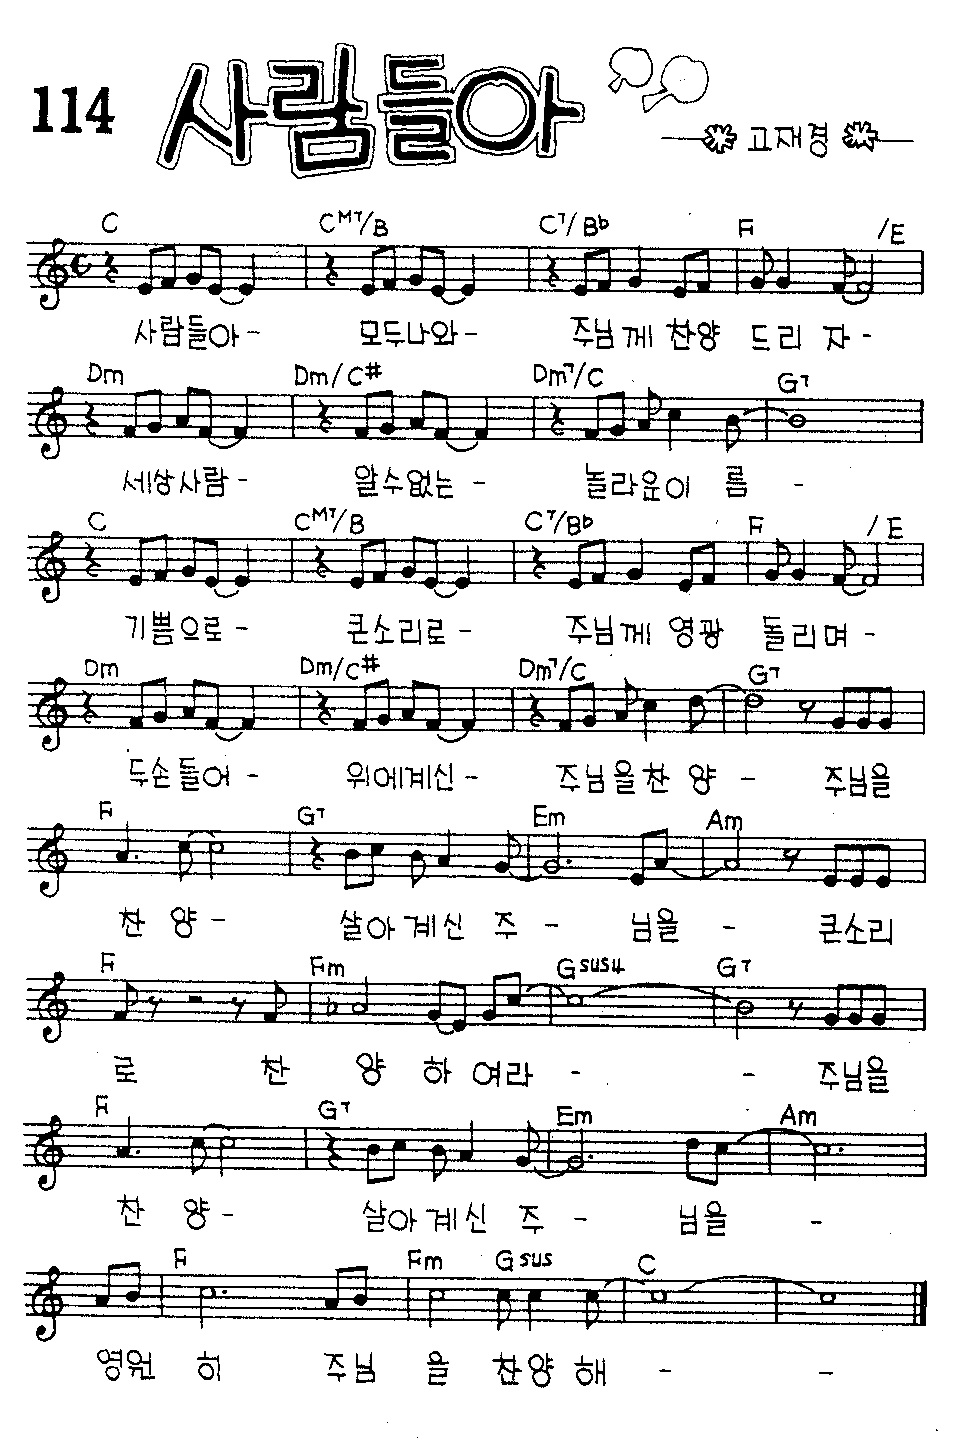 114 사람들아
고재경
C CM7/B C7/Bb F /E
사람들아- 모두나와- 주님께 찬양 드리 자-
Dm Dm/C# Dm7/C G7
세상사람- 알수없는- 놀라운이 름 -
C CM7/B C7/Bb F /E
기쁨으로- 큰소리로- 주님께 영광 돌리며-
Dm Dm/C# Dm7/C G7
두손들어- 위에계신- 주님을찬 양 - 주님을
F G7 Em Am
찬 양- 살아계신 주 - 님을 - 큰소리
F Fm Gsus4 G7
로 찬 양 하 여라- - 주님을
F G7 Em Am
찬 양- 살아계신 주 - 님을 -
F Fm Gsus C
영원 히 주님 을 찬양 해 - -